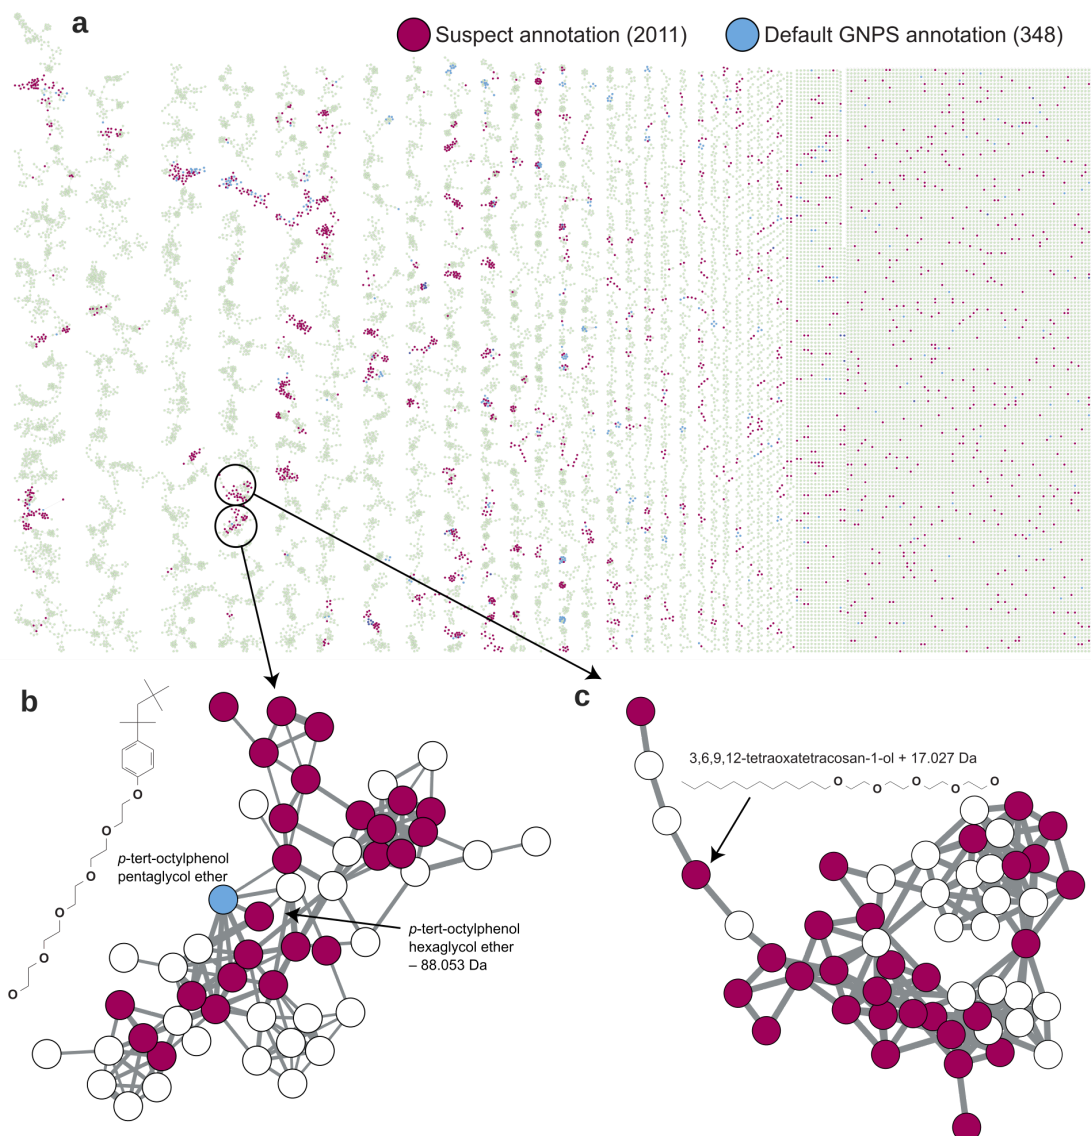 a
Suspect annotation (2011)
Default GNPS annotation (348)
b
O
O
O
O
O
O
p-tert-octylphenol
pentaglycol ether
p-tert-octylphenol
hexaglycol ether
– 88.053 Da
c
3,6,9,12-tetraoxatetracosan-1-ol + 17.027 Da
O
O
O
O
O